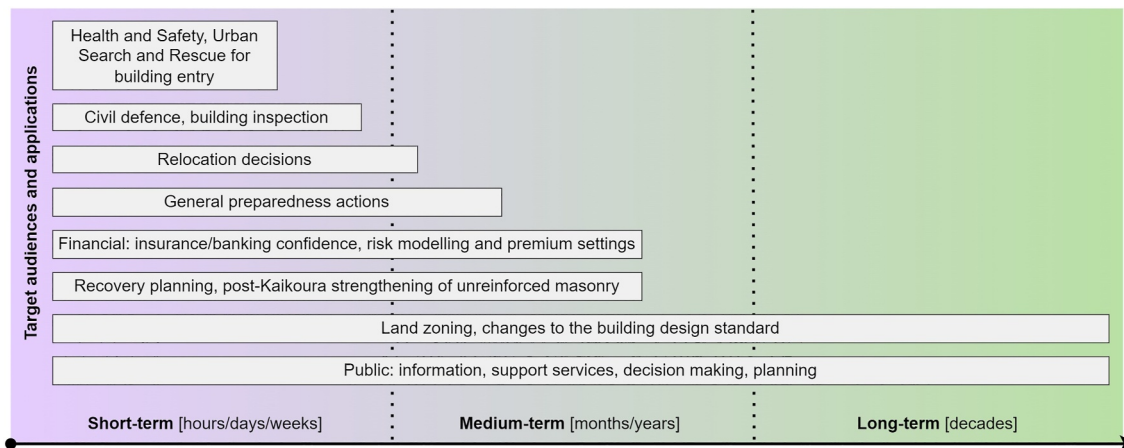 Target audiences and applications
Health and Safety, Urban
Search and Rescue for
building entry
Civil defence, building inspection
Relocation decisions
General preparedness actions
Financial: insurance/banking confidence, risk modelling and premium settings
Recovery planning, post-Kaikoura strengthening of unreinforced masonry
Land zoning, changes to the building design standard
Public: information, support services, decision making, planning
Short-term [hours/days/weeks]
Medium-term [months/years]
Long-term [decades]